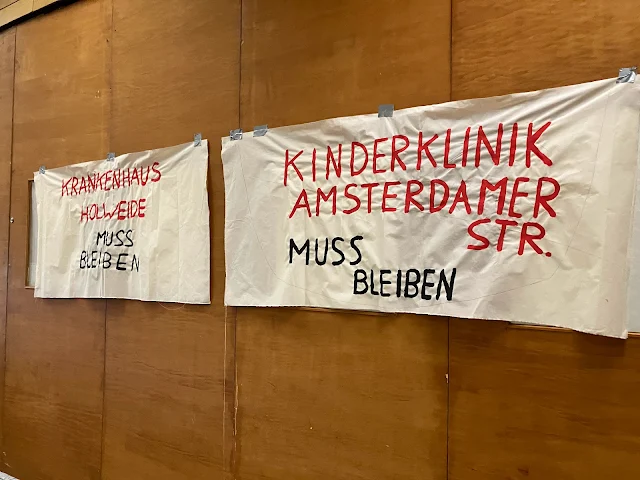 KRANKENHAUS
HOLWEIDE
MUSS
BLEIBEN
KINDERKLINIK
AMSTERDAMER
STR.
MUSS
BLEIBEN